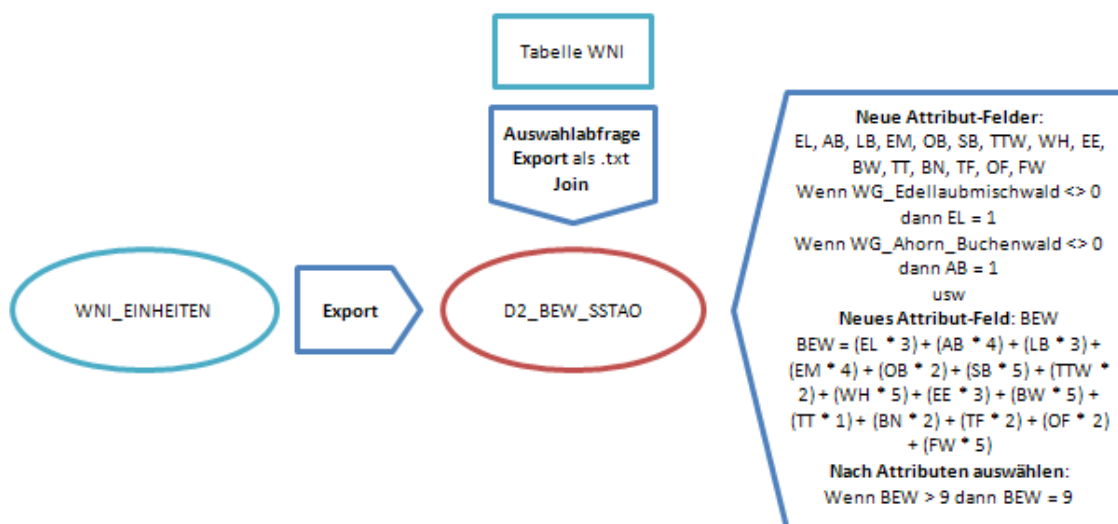 Tabelle WNI
Auswahlabfrage
Export als .txt
Join
WNI_EINHEITEN
Export
D2_BEW_SSTAO
Neue Attribut-Felder:
EL, AB, LB, EM, OB, SB, TTW, WH, EE,
BW, TT, BN, TF, OF, FW
Wenn WG_Edellaubmischwald <> 0
dann EL = 1
Wenn WG_Ahorn_Buchenwald <> 0
dann AB = 1
usw
Neues Attribut-Feld: BEW
BEW = (EL * 3) + (AB * 4) + (LB * 3) +
(EM * 4) + (OB * 2) + (SB * 5) + (TTW *
2) + (WH * 5) + (EE * 3) + (BW * 5) +
(TT * 1) + (BN * 2) + (TF * 2) + (OF * 2)
+ (FW * 5)
Nach Attributen auswählen:
Wenn BEW > 9 dann BEW = 9